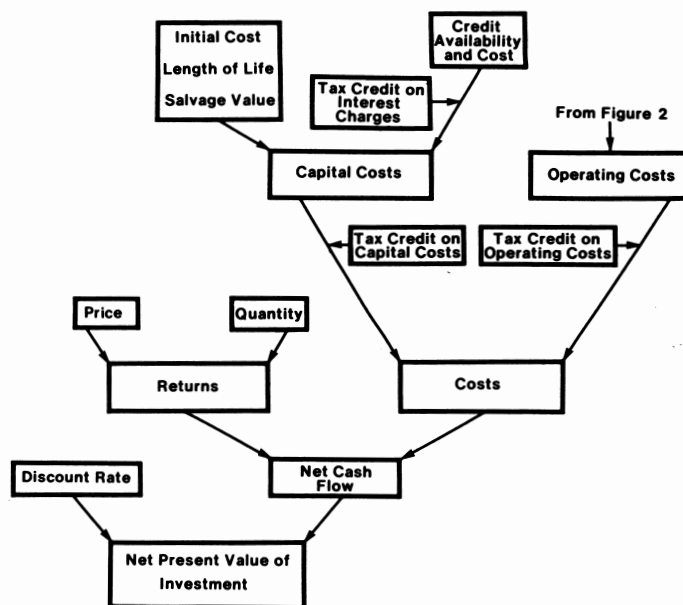 Initial Cost
Length of Life
Salvage Value
Credit
Availability
and Cost
Tax Credit on
Interest
Charges
From Figure 2
Capital Costs
Operating Costs
Tax Credit on
Capital Costs
Tax Credit on
Operating Costs
Price
Quantity
Returns
Costs
Discount Rate
Net Cash
Flow
Net Present Value of
Investment